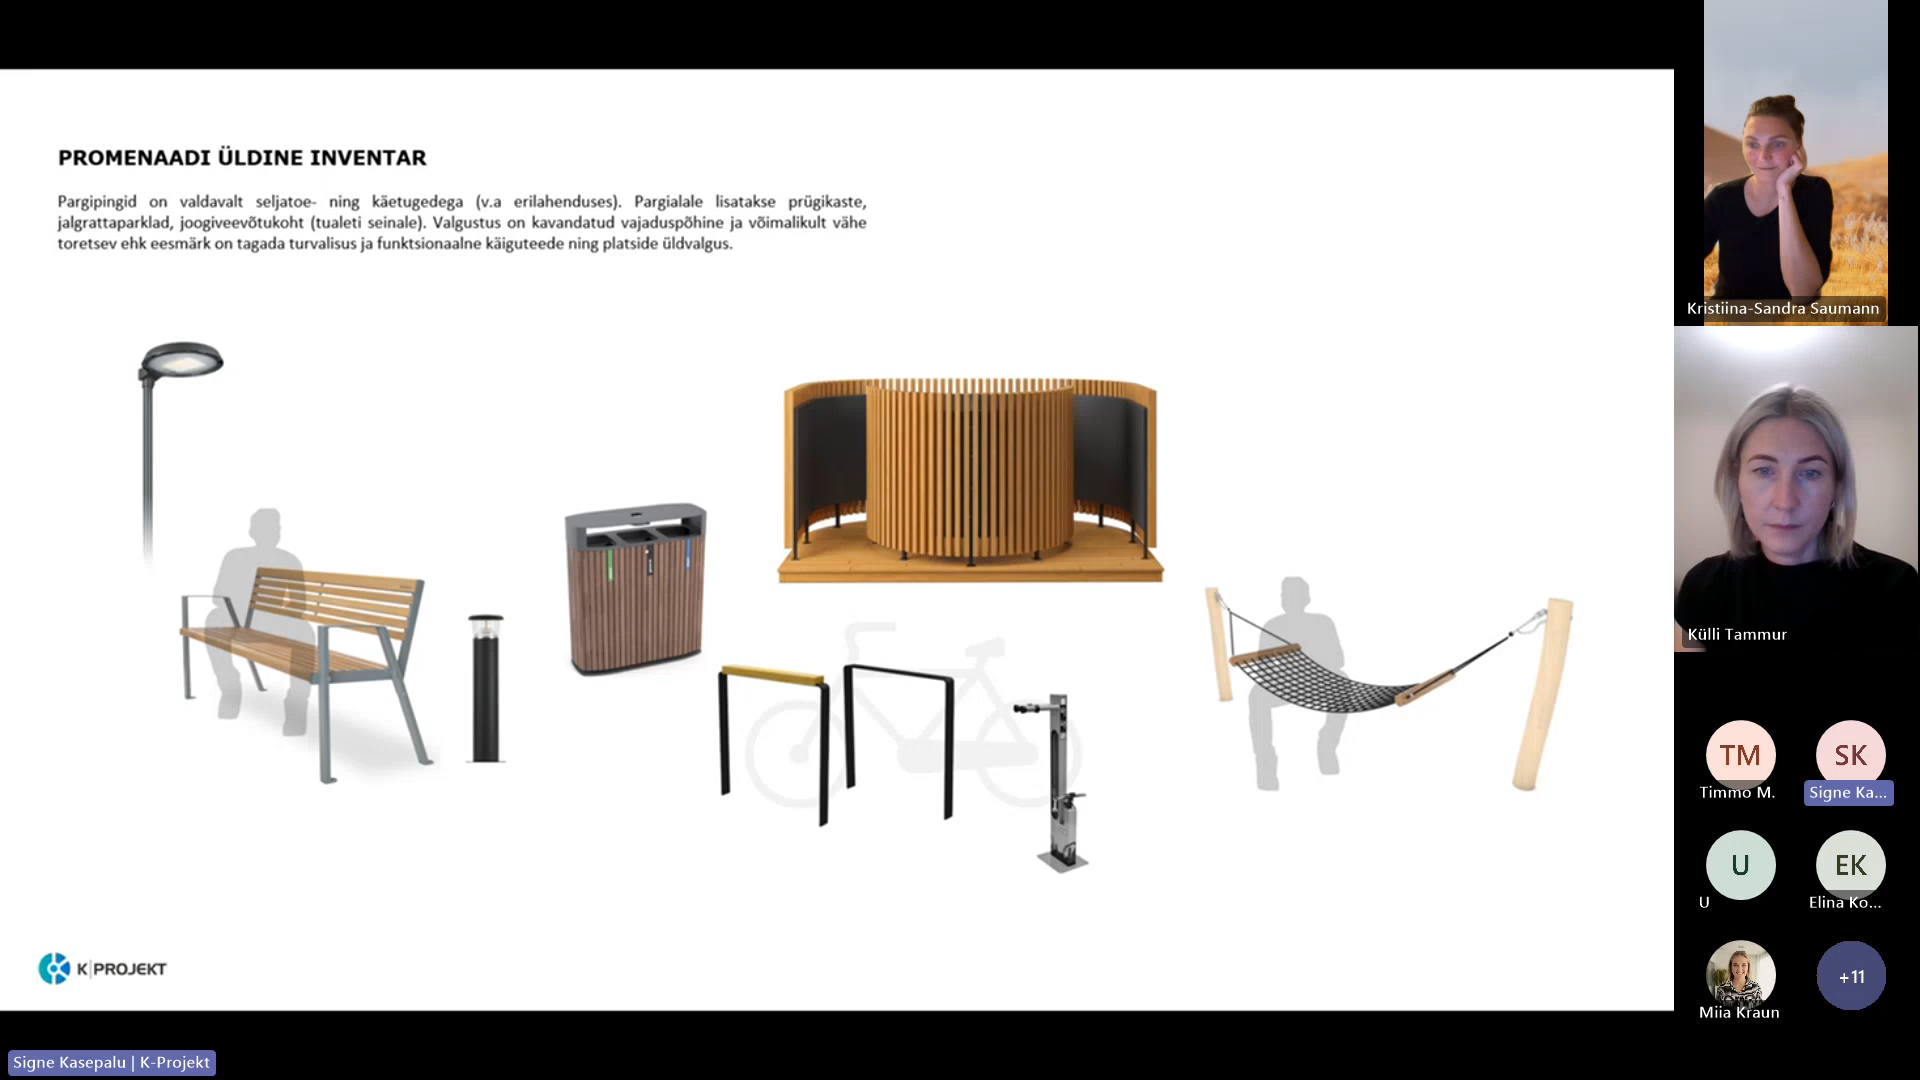 PROMENAADI ÜLDINE INVENTAR
Pargipingid on valdavalt seljatoe- ning käetugedega (v.a erilahenduses). Pargialale lisatakse prügikaste,
jalgrattaparklad, joogiveevõtukoht (tualeti seinale). Valgustus on kavandatud vajaduspõhine ja võimalikult vähe
toretsev ehk eesmärk on tagada turvalisus ja funktsionaalne käiguteede ning platside üldvalgus.
K|PROJEKT
Signe Kasepalu | K-Projekt
Kristiina-Sandra Saumann
Külli Tammur
TM
Timmo M.
SK
Signe Ka...
U
U
EK
Elina Ko...
Miia Kraun
+11